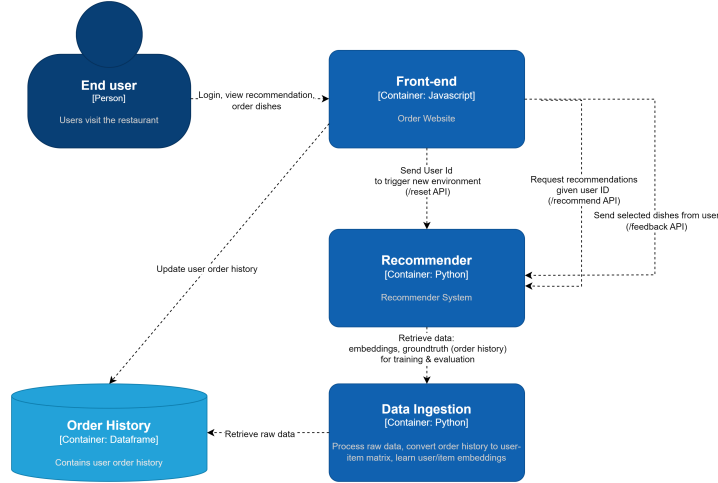 End user
[Person]
Users visit the restaurant
Login, view recommendation,
order dishes
Front-end
[Container: Javascript]
Order Website
Send User Id
to trigger new environment
(/reset API)
Request recommendations
given user ID
(/recommend API)
Send selected dishes from user
(/feedback API)
Update user order history
Recommender
[Container: Python]
Recommender System
Retrieve data:
embeddings, groundtruth (order history)
for training & evaluation
Order History
[Container: Dataframe]
Contains user order history
Retrieve raw data
Data Ingestion
[Container: Python]
Process raw data, convert order history to user-
item matrix, learn user/item embeddings